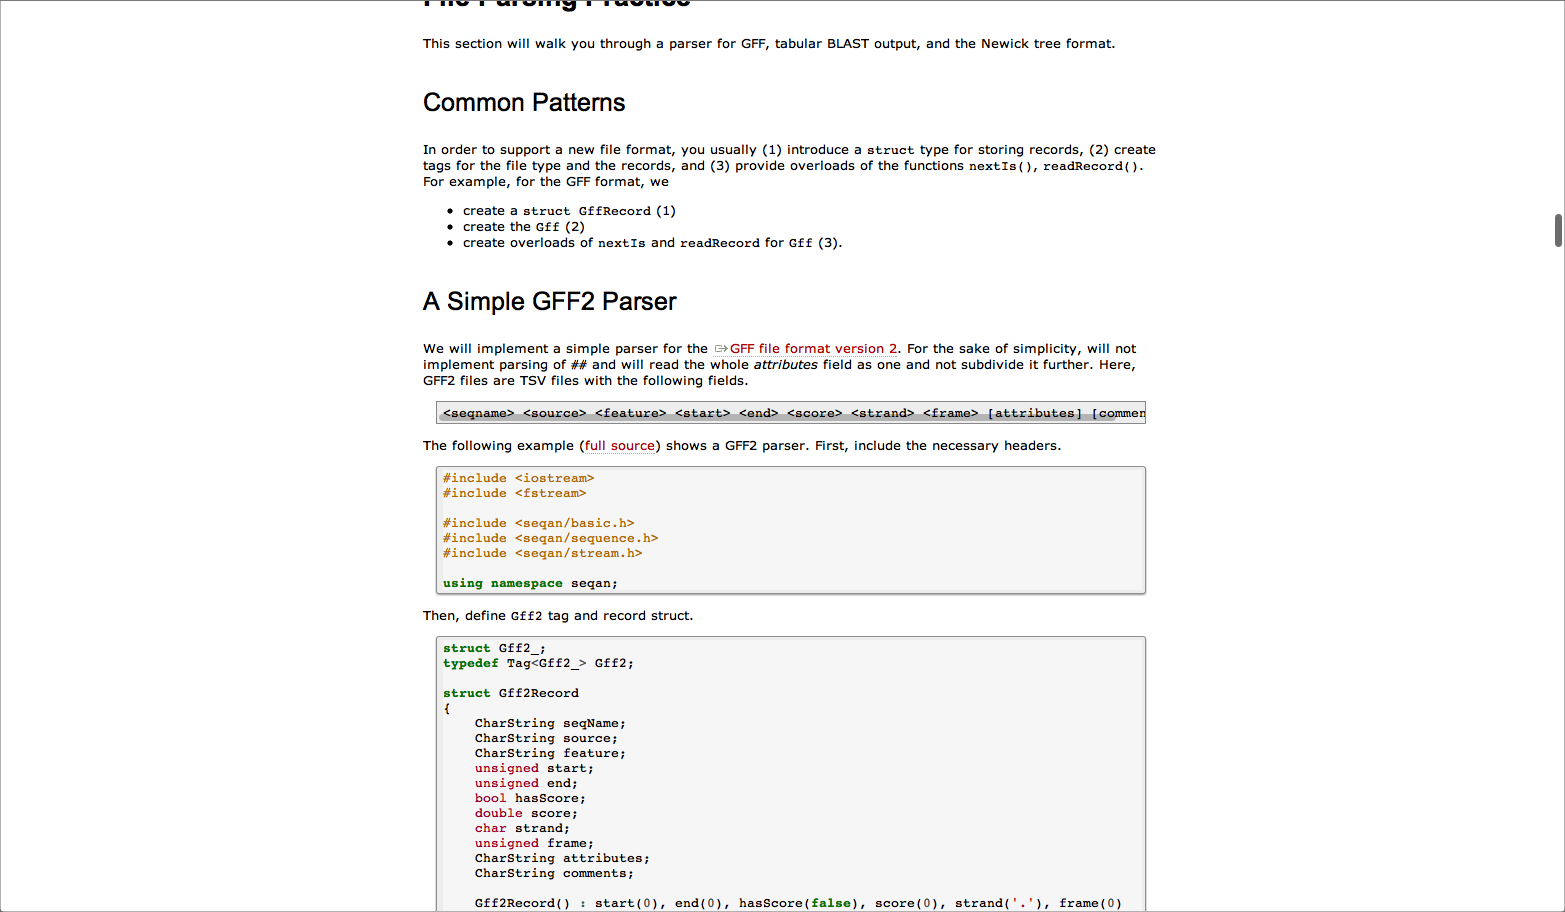 File Parsing Practice
This section will walk you through a parser for GFF, tabular BLAST output, and the Newick tree format.
Common Patterns
In order to support a new file format, you usually (1) introduce a struct type for storing records, (2) create
tags for the file type and the records, and (3) provide overloads of the functions nextIs(), readRecord().
For example, for the GFF format, we
• create a struct GffRecord (1)
• create the Gff (2)
• create overloads of nextIs and readRecord for Gff (3).
A Simple GFF2 Parser
We will implement a simple parser for the GFF file format version 2. For the sake of simplicity, will not
implement parsing of ## and will read the whole attributes field as one and not subdivide it further. Here,
GFF2 files are TSV files with the following fields.
<seqname> <source> <feature> <start> <end> <score> <strand> <frame> [attributes] [commen
The following example (full source) shows a GFF2 parser. First, include the necessary headers.
#include <iostream>
#include <fstream>
#include <seqan/basic.h>
#include <seqan/sequence.h>
#include <seqan/stream.h>
using namespace seqan;
Then, define Gff2 tag and record struct.
struct Gff2_;
typedef Tag<Gff2_> Gff2;
struct Gff2Record
{
    CharString seqName;
    CharString source;
    CharString feature;
    unsigned start;
    unsigned end;
    bool hasScore;
    double score;
    char strand;
    unsigned frame;
    CharString attributes;
    CharString comments;
    Gff2Record() : start(0), end(0), hasScore(false), score(0), strand('.'), frame(0)